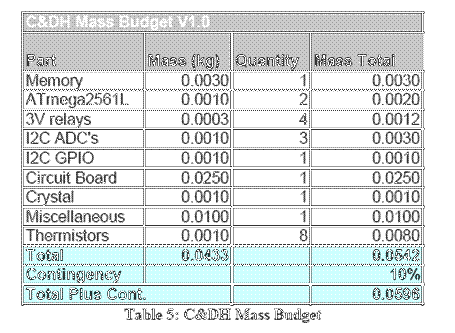 C&DH Mass Budget V1.0
Part Mass (kg) Quantity Mass Total
Memory 0.0030 1 0.0030
ATmega2561L 0.0010 2 0.0020
3V relays 0.0003 4 0.0012
I2C ADC's 0.0010 3 0.0030
I2C GPIO 0.0010 1 0.0010
Circuit Board 0.0250 1 0.0250
Crystal 0.0010 1 0.0010
Miscellaneous 0.0100 1 0.0100
Thermistors 0.0010 8 0.0080
Total 0.0433 0.0542
Contingency 10%
Total Plus Cont. 0.0596
Table 5: C&DH Mass Budget